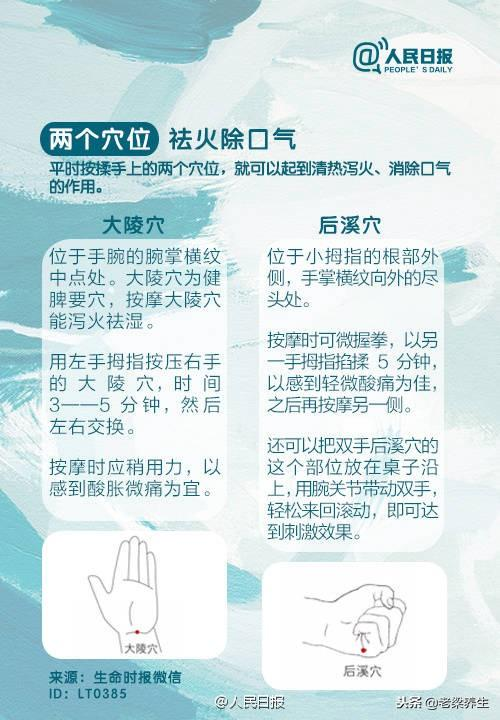 @人民日报
PEOPLE'S DAILY
两个穴位 祛火除口气
平时按揉手上的两个穴位，就可以起到清热泻火、消除口气
的作用。
大陵穴
位于手腕的腕掌横纹
中点处。大陵穴为健
脾要穴，按摩大陵穴
能泻火祛湿。
用左手拇指按压右手
的大陵穴，时间
3——5 分钟，然后
左右交换。
按摩时应稍用力，以
感到酸胀微痛为宜。
大陵穴
后溪穴
位于小拇指的根部外
侧，手掌横纹向外的尽
头处。
按摩时可微握拳，以另
一手拇指掐揉 5 分钟，
以感到轻微酸痛为佳，
之后再按摩另一侧。
还可以把双手后溪穴的
这个部位放在桌子沿
上，用腕关节带动双手，
轻松来回滚动，即可达
到刺激效果。
后溪穴
来源：生命时报微信
ID：LT0385
@人民日报
头条@老梁养生